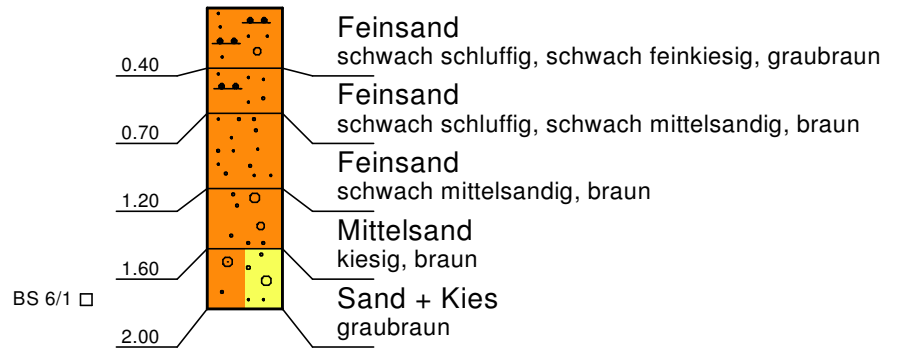 Feinsand
schwach schluffig, schwach feinkiesig, graubraun
0.40
Feinsand
schwach schluffig, schwach mittelsandig, braun
0.70
Feinsand
schwach mittelsandig, braun
1.20
Mittelsand
kiesig, braun
1.60
BS 6/1
Sand + Kies
graubraun
2.00